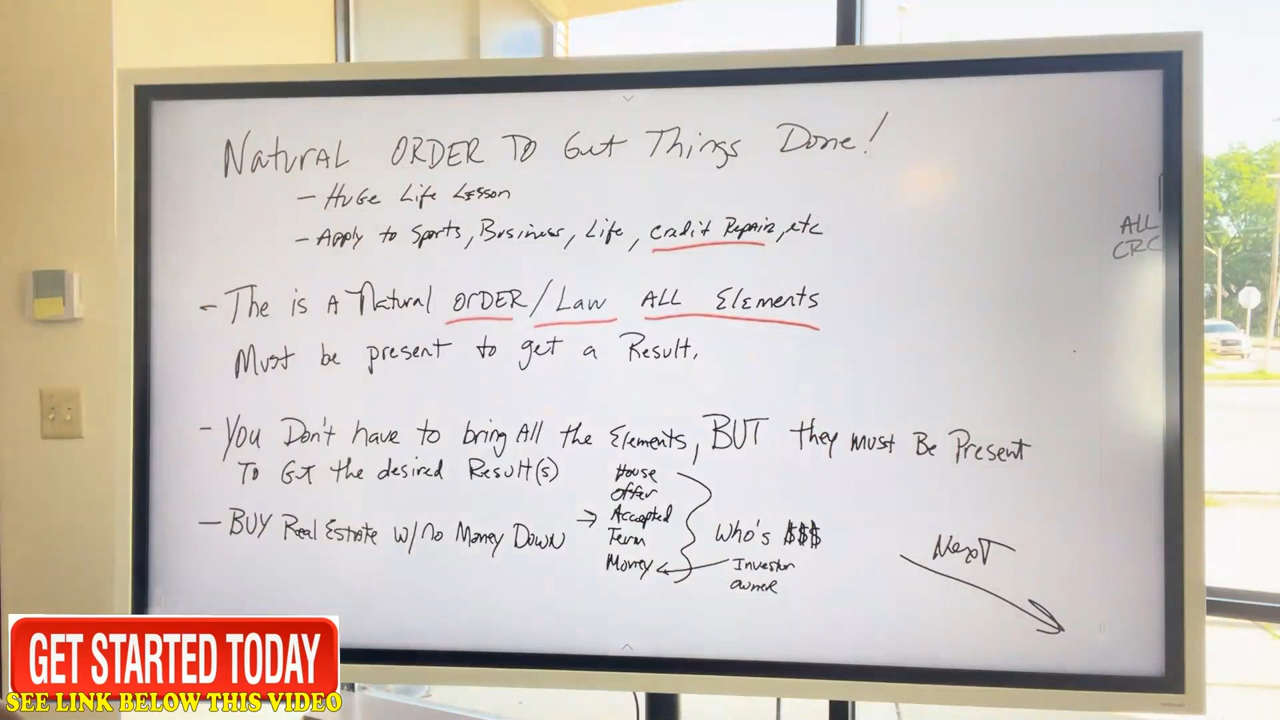 Natural ORDER TO Get Things Done!
- Huge Life Lesson
- Apply to Sports, Business, Life, Credit Repair, etc
ALL
CRC
- The is A Natural ORDER/Law ALL Elements
Must be present to get a Result.
- You Don't have to bring All the Elements, BUT they must Be Present
To Get the desired Result(s)
House
offer
- BUY Real Estate w/no Money Down → Accepted
Term
Money
Who's $$$
Investor
owner
Next
GET STARTED TODAY
SEE LINK BELOW THIS VIDEO